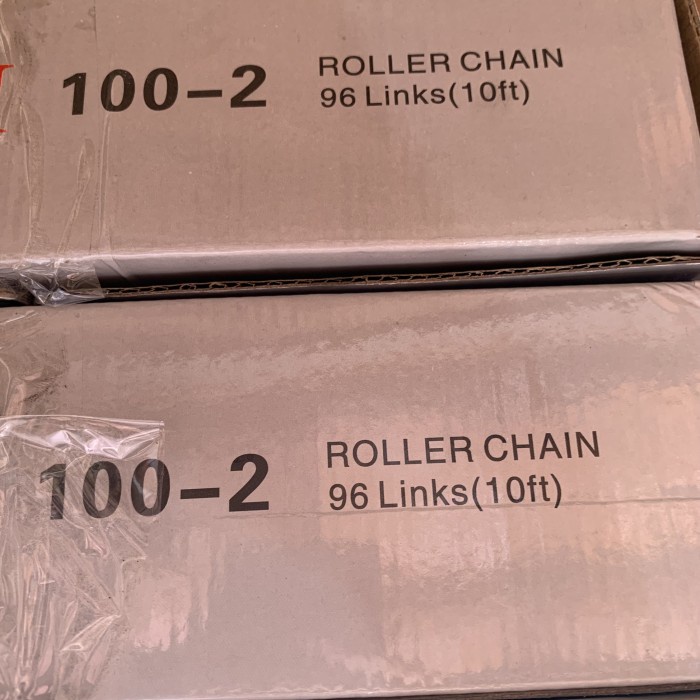 100-2 ROLLER CHAIN
96 Links(10ft)
100-2 ROLLER CHAIN
96 Links(10ft)